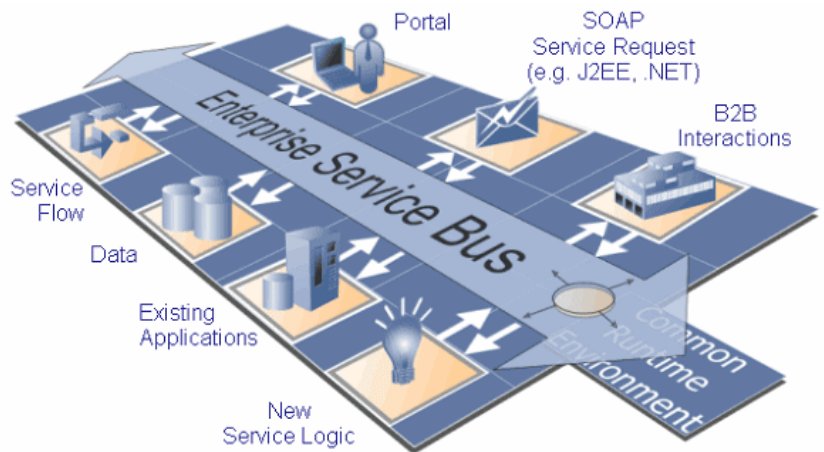 Portal
SOAP
Service Request
(e.g. J2EE, .NET)
B2B
Interactions
Enterprise Service Bus
Service
Flow
Data
Existing
Applications
New
Service Logic
Common
Runtime
Environment